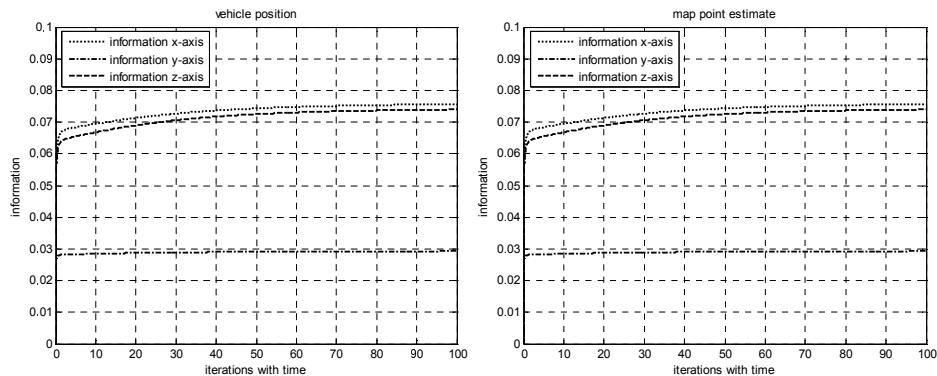 vehicle position
0,1
0.09
0.08
0.07
0.06
0.05
0.04
0.03
0.02
0.01
0
information
information x-axis
information y-axis
information z-axis
0 10 20 30 40 50 60 70 80 90 100
iterations with time
map point estimate
0,1
0.09
0.08
0.07
0.06
0.05
0.04
0.03
0.02
0.01
0
information
information x-axis
information y-axis
information z-axis
0 10 20 30 40 50 60 70 80 90 100
iterations with time